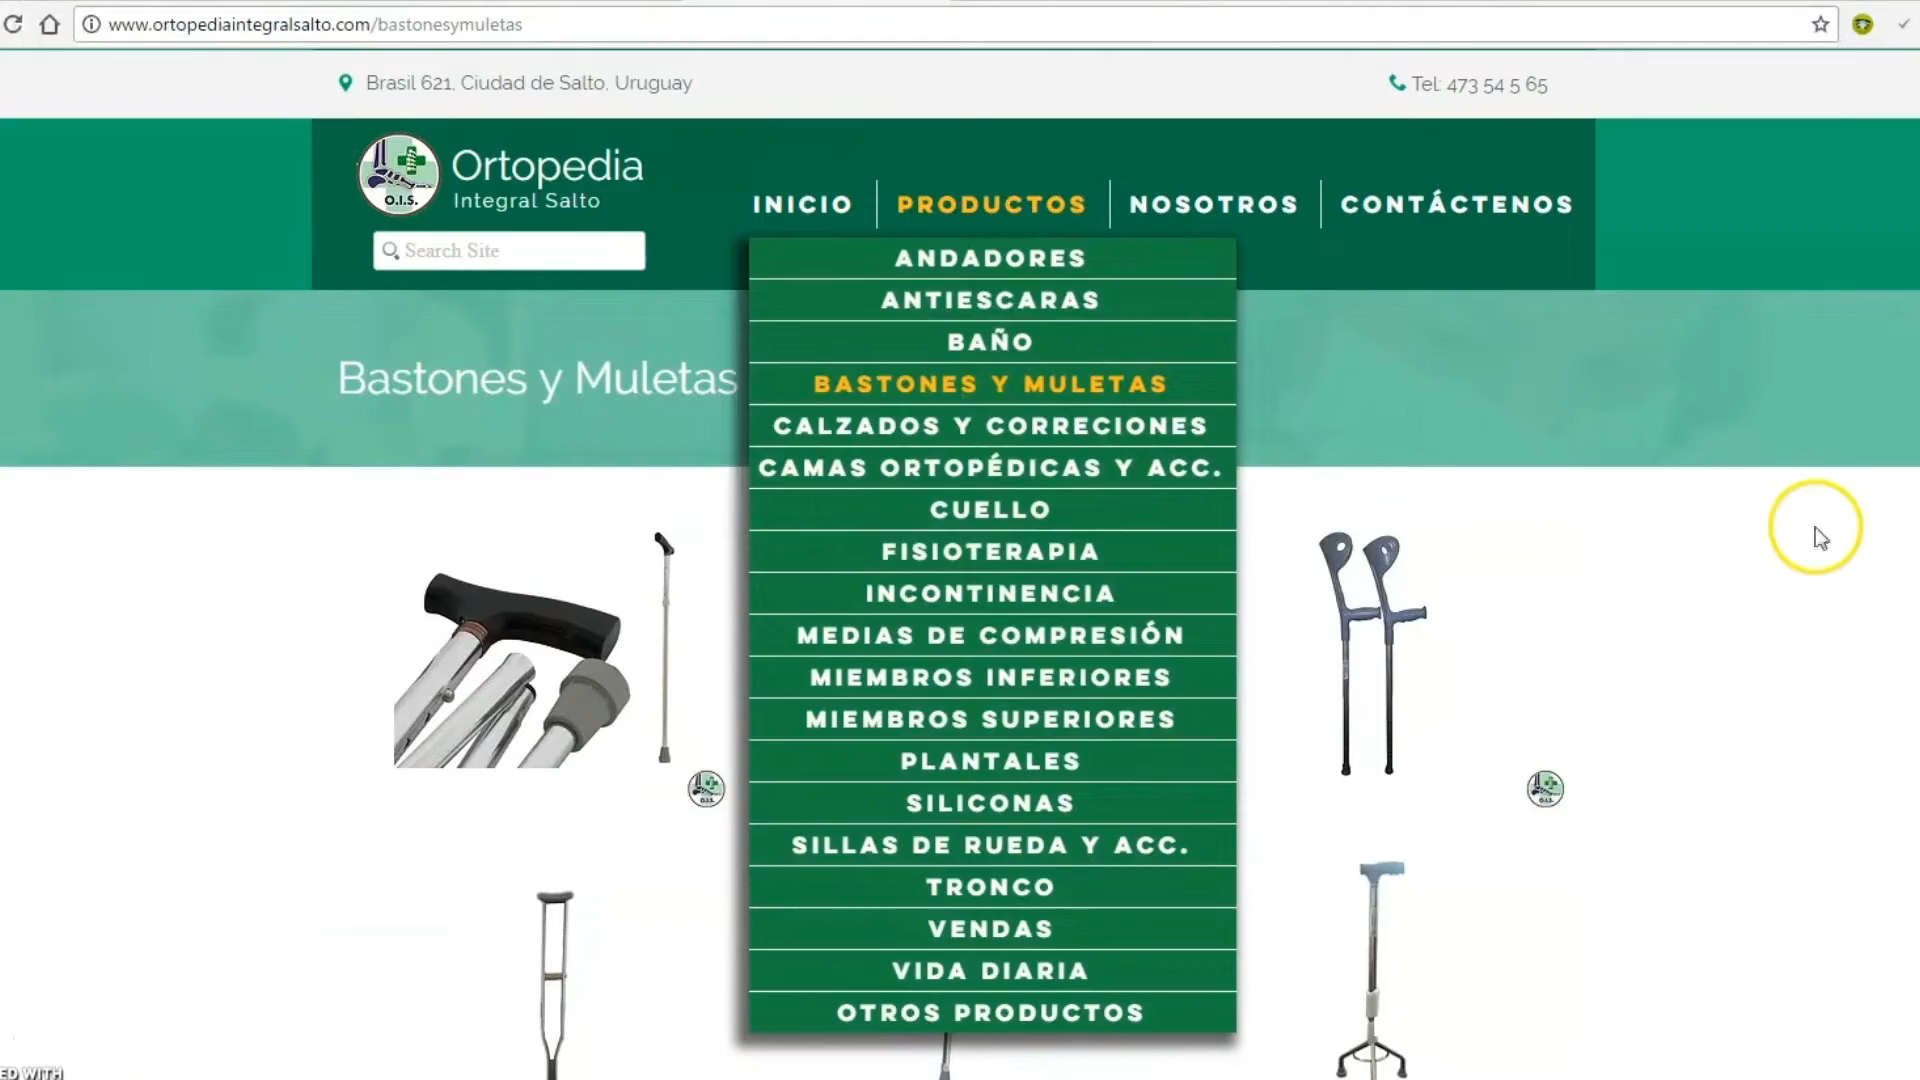 www.ortopediaintegralsalto.com/bastonesymuletas
Brasil 621, Ciudad de Salto, Uruguay
Tel: 473 54 5 65
Ortopedia
Integral Salto
O.I.S.
Search Site
INICIO
PRODUCTOS
NOSOTROS
CONTÁCTENOS
Bastones y Muletas
ANDADORES
ANTIESCARAS
BAÑO
BASTONES Y MULETAS
CALZADOS Y CORRECIONES
CAMAS ORTOPÉDICAS Y ACC.
CUELLO
FISIOTERAPIA
INCONTINENCIA
MEDIAS DE COMPRESIÓN
MIEMBROS INFERIORES
MIEMBROS SUPERIORES
PLANTALES
SILICONAS
SILLAS DE RUEDA Y ACC.
TRONCO
VENDAS
VIDA DIARIA
OTROS PRODUCTOS
O.I.S.
O.I.S.
ED WITH